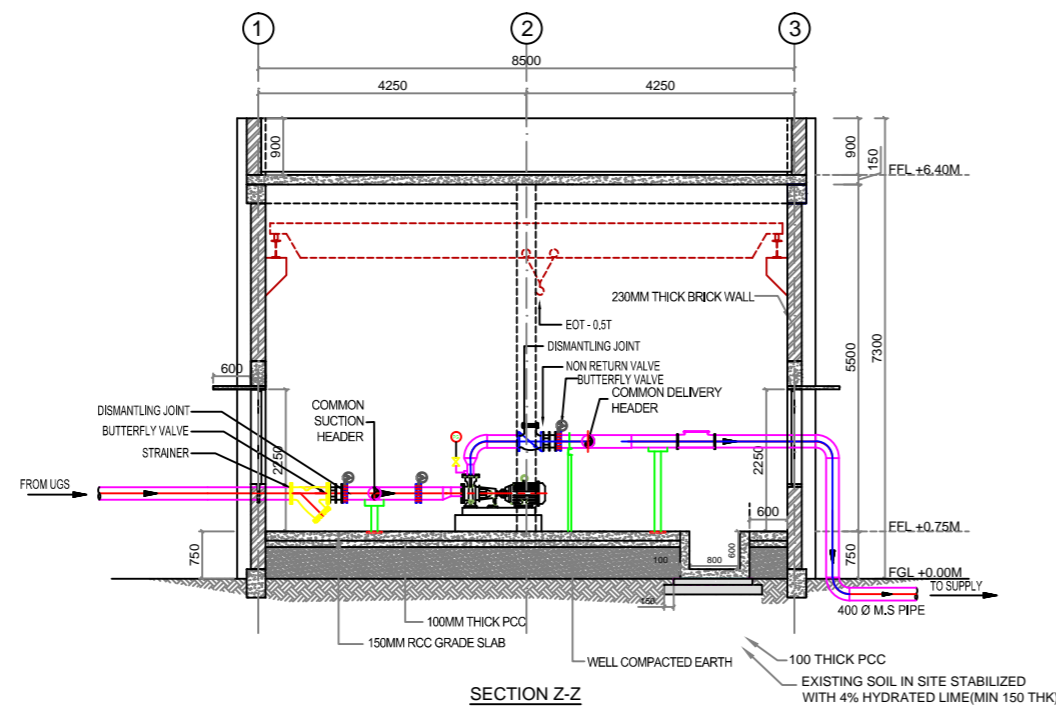 1
2
3
8500
4250
4250
900
900
150
FFL +6.40M
230MM THICK BRICK WALL
EOT - 0.5T
DISMANTLING JOINT
5500
7300
600
NON RETURN VALVE
BUTTERFLY VALVE
DISMANTLING JOINT
BUTTERFLY VALVE
STRAINER
COMMON
SUCTION
HEADER
COMMON DELIVERY
HEADER
2250
2250
FROM UGS
600
FFL +0.75M
750
100
800
600
750
FGL +0.00M
TO SUPPLY
150
400 Ø M.S PIPE
100MM THICK PCC
150MM RCC GRADE SLAB
WELL COMPACTED EARTH
100 THICK PCC
EXISTING SOIL IN SITE STABILIZED
WITH 4% HYDRATED LIME(MIN 150 THK)
SECTION Z-Z